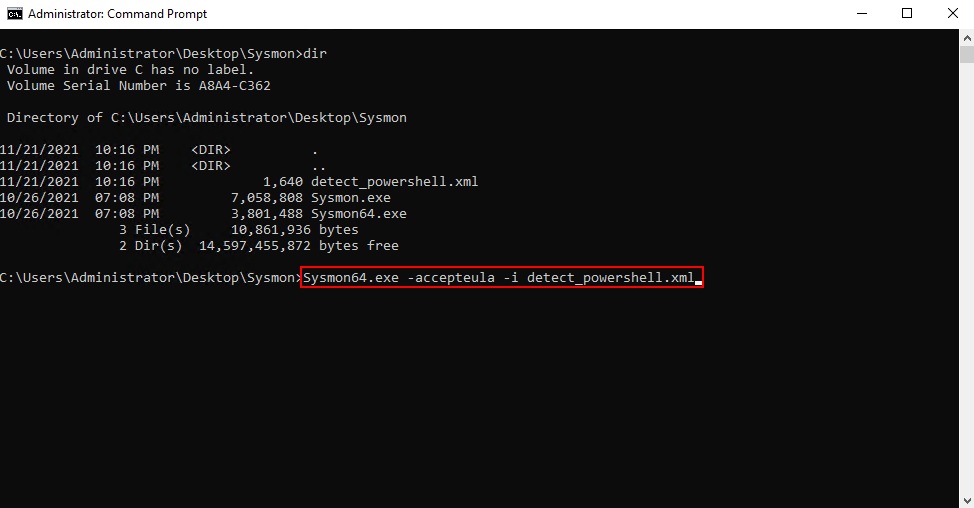 Administrator: Command Prompt
C:\Users\Administrator\Desktop\Sysmon>dir
 Volume in drive C has no label.
 Volume Serial Number is A8A4-C362
 Directory of C:\Users\Administrator\Desktop\Sysmon
11/21/2021  10:16 PM    <DIR>          .
11/21/2021  10:16 PM    <DIR>          ..
11/21/2021  10:16 PM             1,640 detect_powershell.xml
10/26/2021  07:08 PM         7,058,808 Sysmon.exe
10/26/2021  07:08 PM         3,801,488 Sysmon64.exe
               3 File(s)     10,861,936 bytes
               2 Dir(s)  14,597,455,872 bytes free
C:\Users\Administrator\Desktop\Sysmon>Sysmon64.exe -accepteula -i detect_powershell.xml